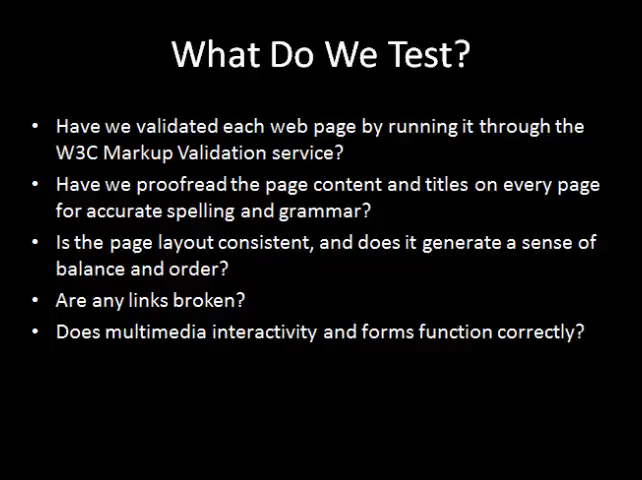 What Do We Test?
• Have we validated each web page by running it through the
W3C Markup Validation service?
• Have we proofread the page content and titles on every page
for accurate spelling and grammar?
• Is the page layout consistent, and does it generate a sense of
balance and order?
• Are any links broken?
• Does multimedia interactivity and forms function correctly?